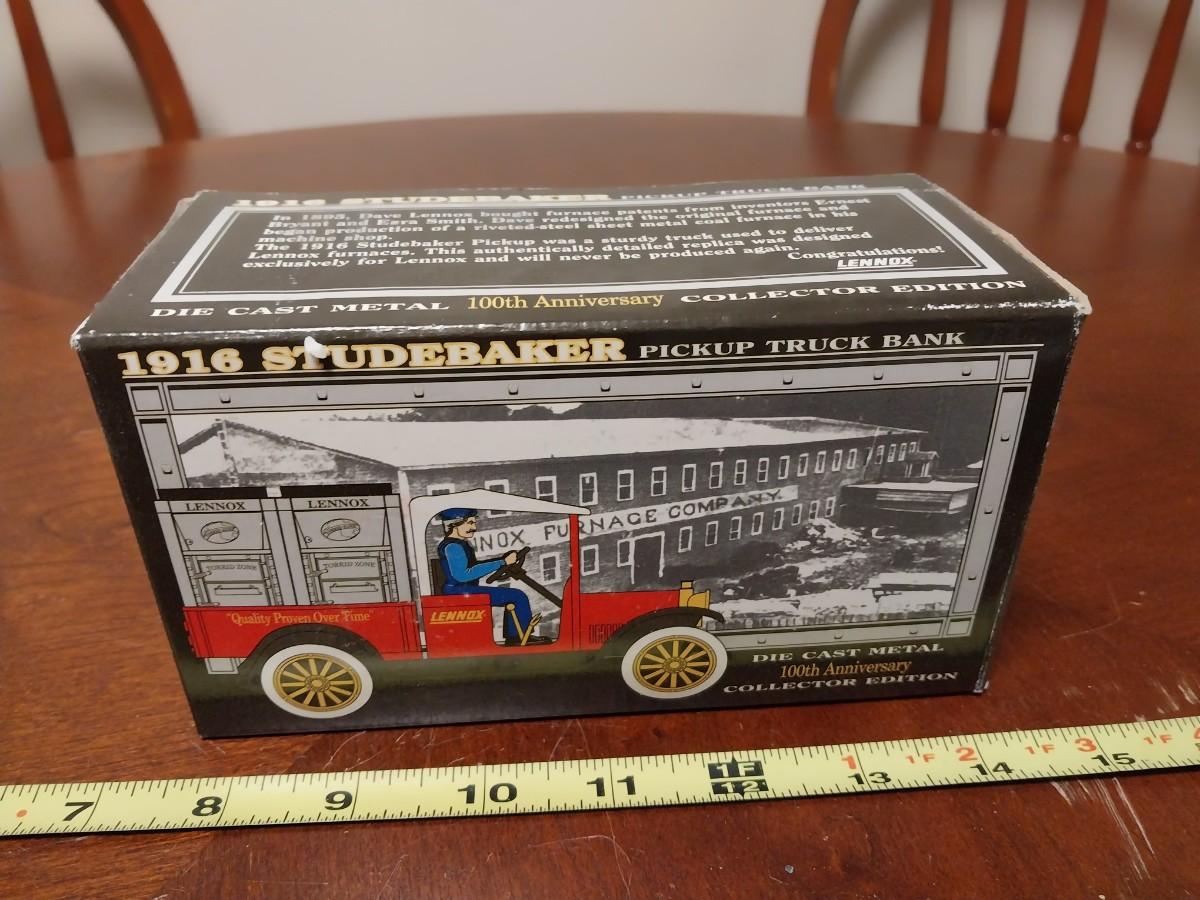 1916 STUDEBAKER PICKUP TRUCK BANK
In 1895, Dave Lennox bought furnace patents from inventors Ernest
Bryant and Ezra Smith. Dave redesigned the original furnace and
began production of a riveted-steel sheet metal coal furnace in his
machine shop.
The 1916 Studebaker Pickup was a sturdy truck used to deliver
Lennox furnaces. This authentically detailed replica was designed
exclusively for Lennox and will never be produced again.
Congratulations!
LENNOX
DIE CAST METAL 100th Anniversary COLLECTOR EDITION
1916 STUDEBAKER PICKUP TRUCK BANK
NNOX FURNACE COMPANY.
LENNOX LENNOX
TORRID ZONE TORRID ZONE
"Quality Proven Over Time"
LENNOX
DIE CAST METAL
100th Anniversary
COLLECTOR EDITION
7 8 9 10 11 1F 12 1 13 1F 2 14 1F 3 15 1F 4